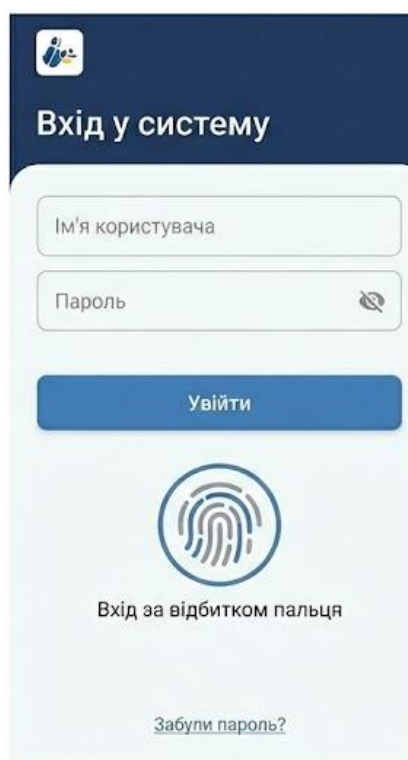 Вхід у систему
Ім'я користувача
Пароль
Увійти
Вхід за відбитком пальця
Забули пароль?